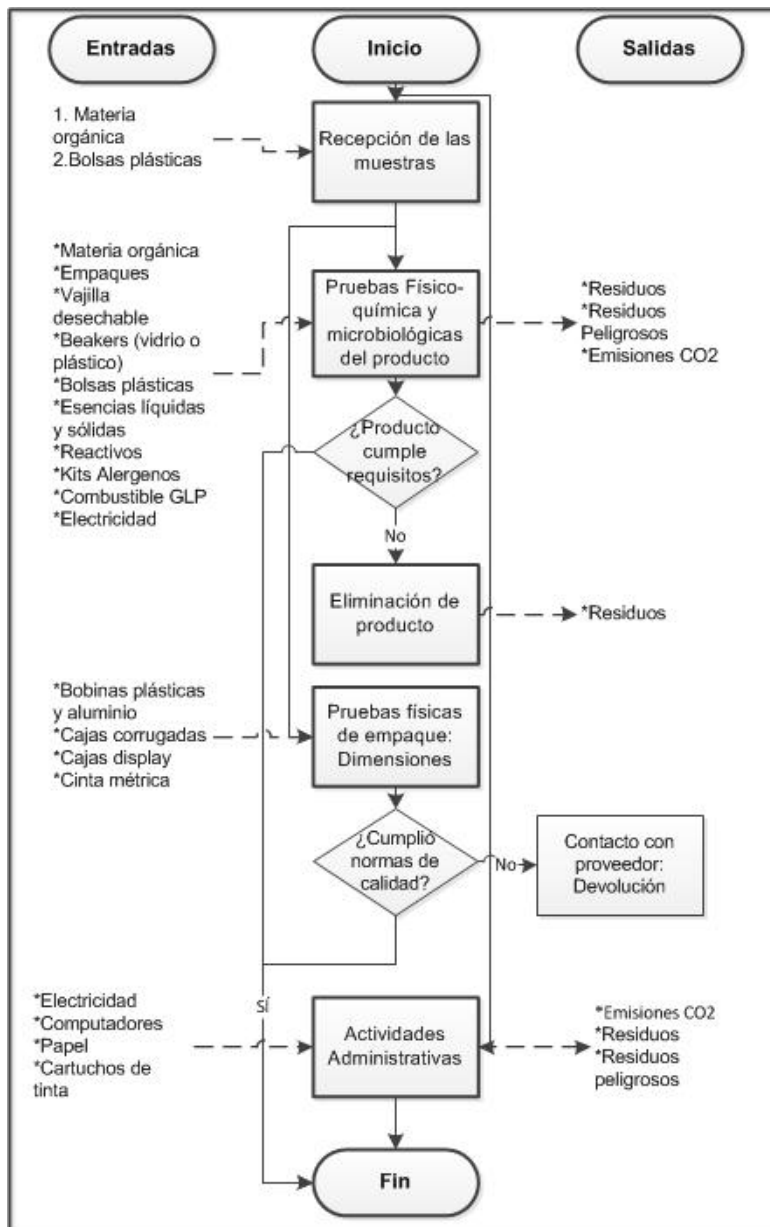 Entradas
Inicio
Salidas
1. Materia
orgánica
2.Bolsas plásticas
Recepción de las
muestras
*Materia orgánica
*Empaques
*Vajilla
desechable
*Beakers (vidrio o
plástico)
*Bolsas plásticas
*Esencias líquidas
y sólidas
*Reactivos
*Kits Alergenos
*Combustible GLP
*Electricidad
Pruebas Físico-
química y
microbiológicas
del producto
*Residuos
*Residuos
Peligrosos
*Emisiones CO2
¿Producto
cumple
requisitos?
No
Eliminación de
producto
*Residuos
*Bobinas plásticas
y aluminio
*Cajas corrugadas
*Cajas display
*Cinta métrica
Pruebas físicas
de empaque:
Dimensiones
¿Cumplió
normas de
calidad?
No
Contacto con
proveedor:
Devolución
SÍ
*Electricidad
*Computadores
*Papel
*Cartuchos de
tinta
Actividades
Administrativas
*Emisiones CO2
*Residuos
*Residuos
peligrosos
Fin